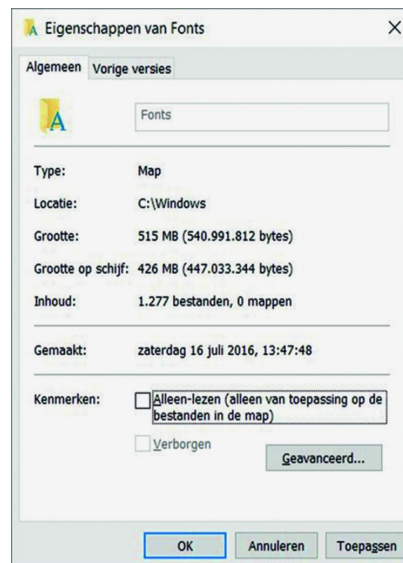 Eigenschappen van Fonts
Algemeen Vorige versies
Fonts
Type: Map
Locatie: C:\Windows
Grootte: 515 MB (540.991.812 bytes)
Grootte op schijf: 426 MB (447.033.344 bytes)
Inhoud: 1.277 bestanden, 0 mappen
Gemaakt: zaterdag 16 juli 2016, 13:47:48
Kenmerken: Alleen-lezen (alleen van toepassing op de
bestanden in de map)
Verborgen
Geavanceerd...
OK Annuleren Toepassen